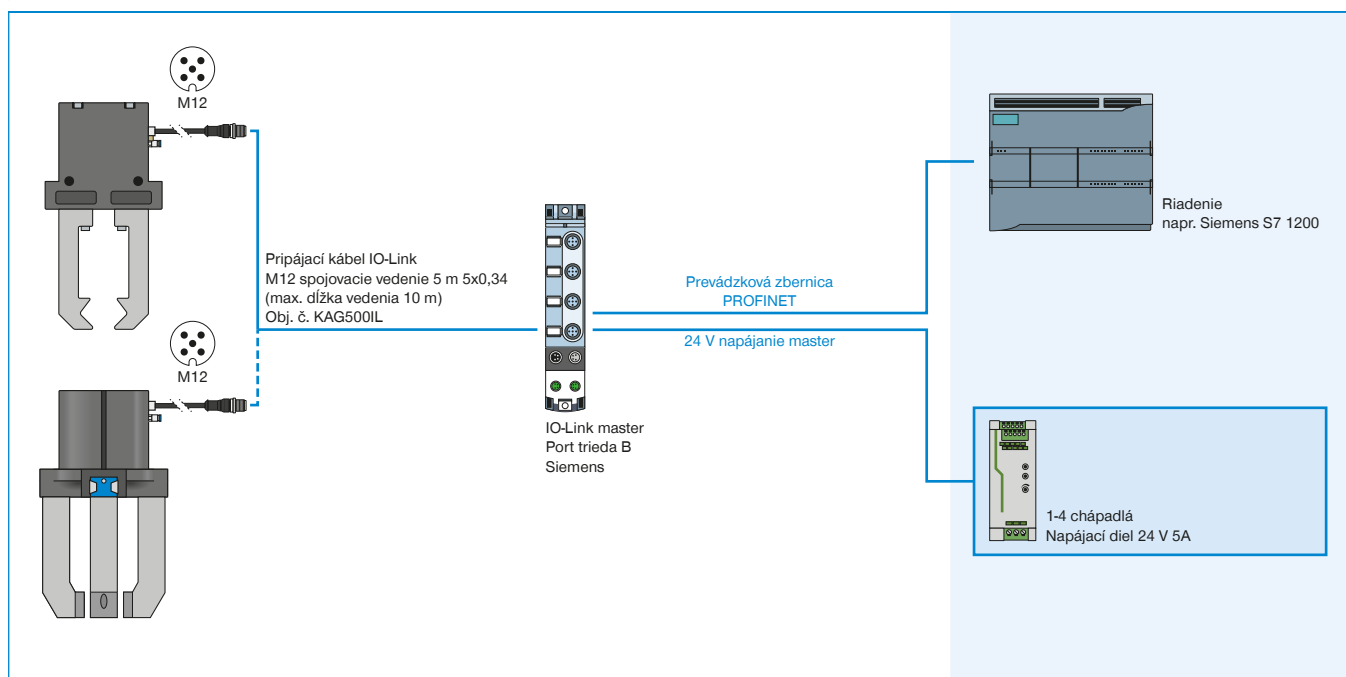 M12
Pripájací kábel IO-Link
M12 spojovacie vedenie 5 m 5x0,34
(max. dĺžka vedenia 10 m)
Obj. č. KAG500IL
M12
IO-Link master
Port trieda B
Siemens
Prevádzková zbernica
PROFINET
24 V napájanie master
Riadenie
napr. Siemens S7 1200
1-4 chápadlá
Napájací diel 24 V 5A